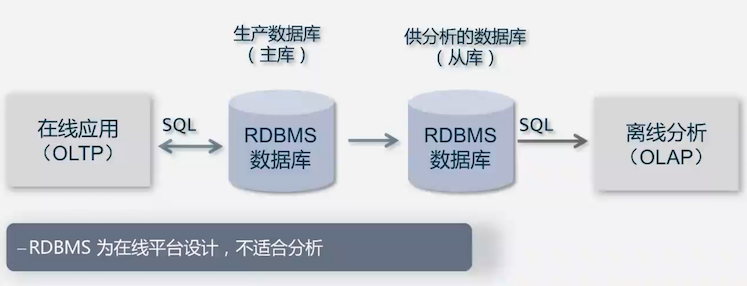 生产数据库
（主库）
供分析的数据库
（从库）
在线应用
（OLTP）
SQL
RDBMS
数据库
RDBMS
数据库
SQL
离线分析
（OLAP）
–RDBMS 为在线平台设计，不适合分析